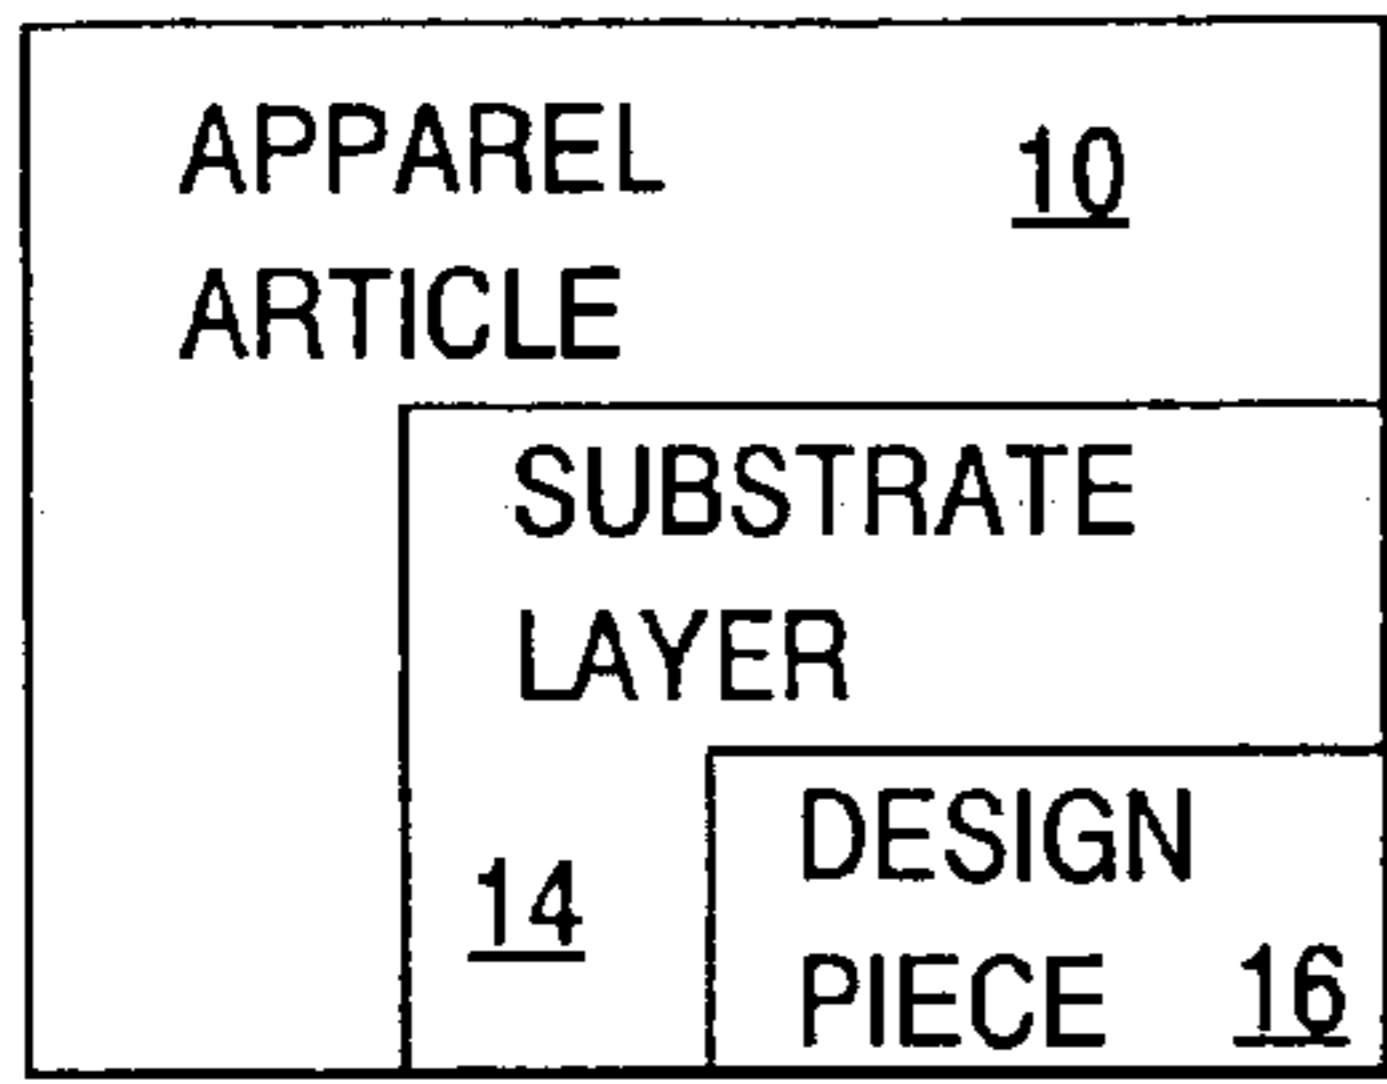 APPAREL 10
ARTICLE
SUBSTRATE
LAYER
14
DESIGN
PIECE 16